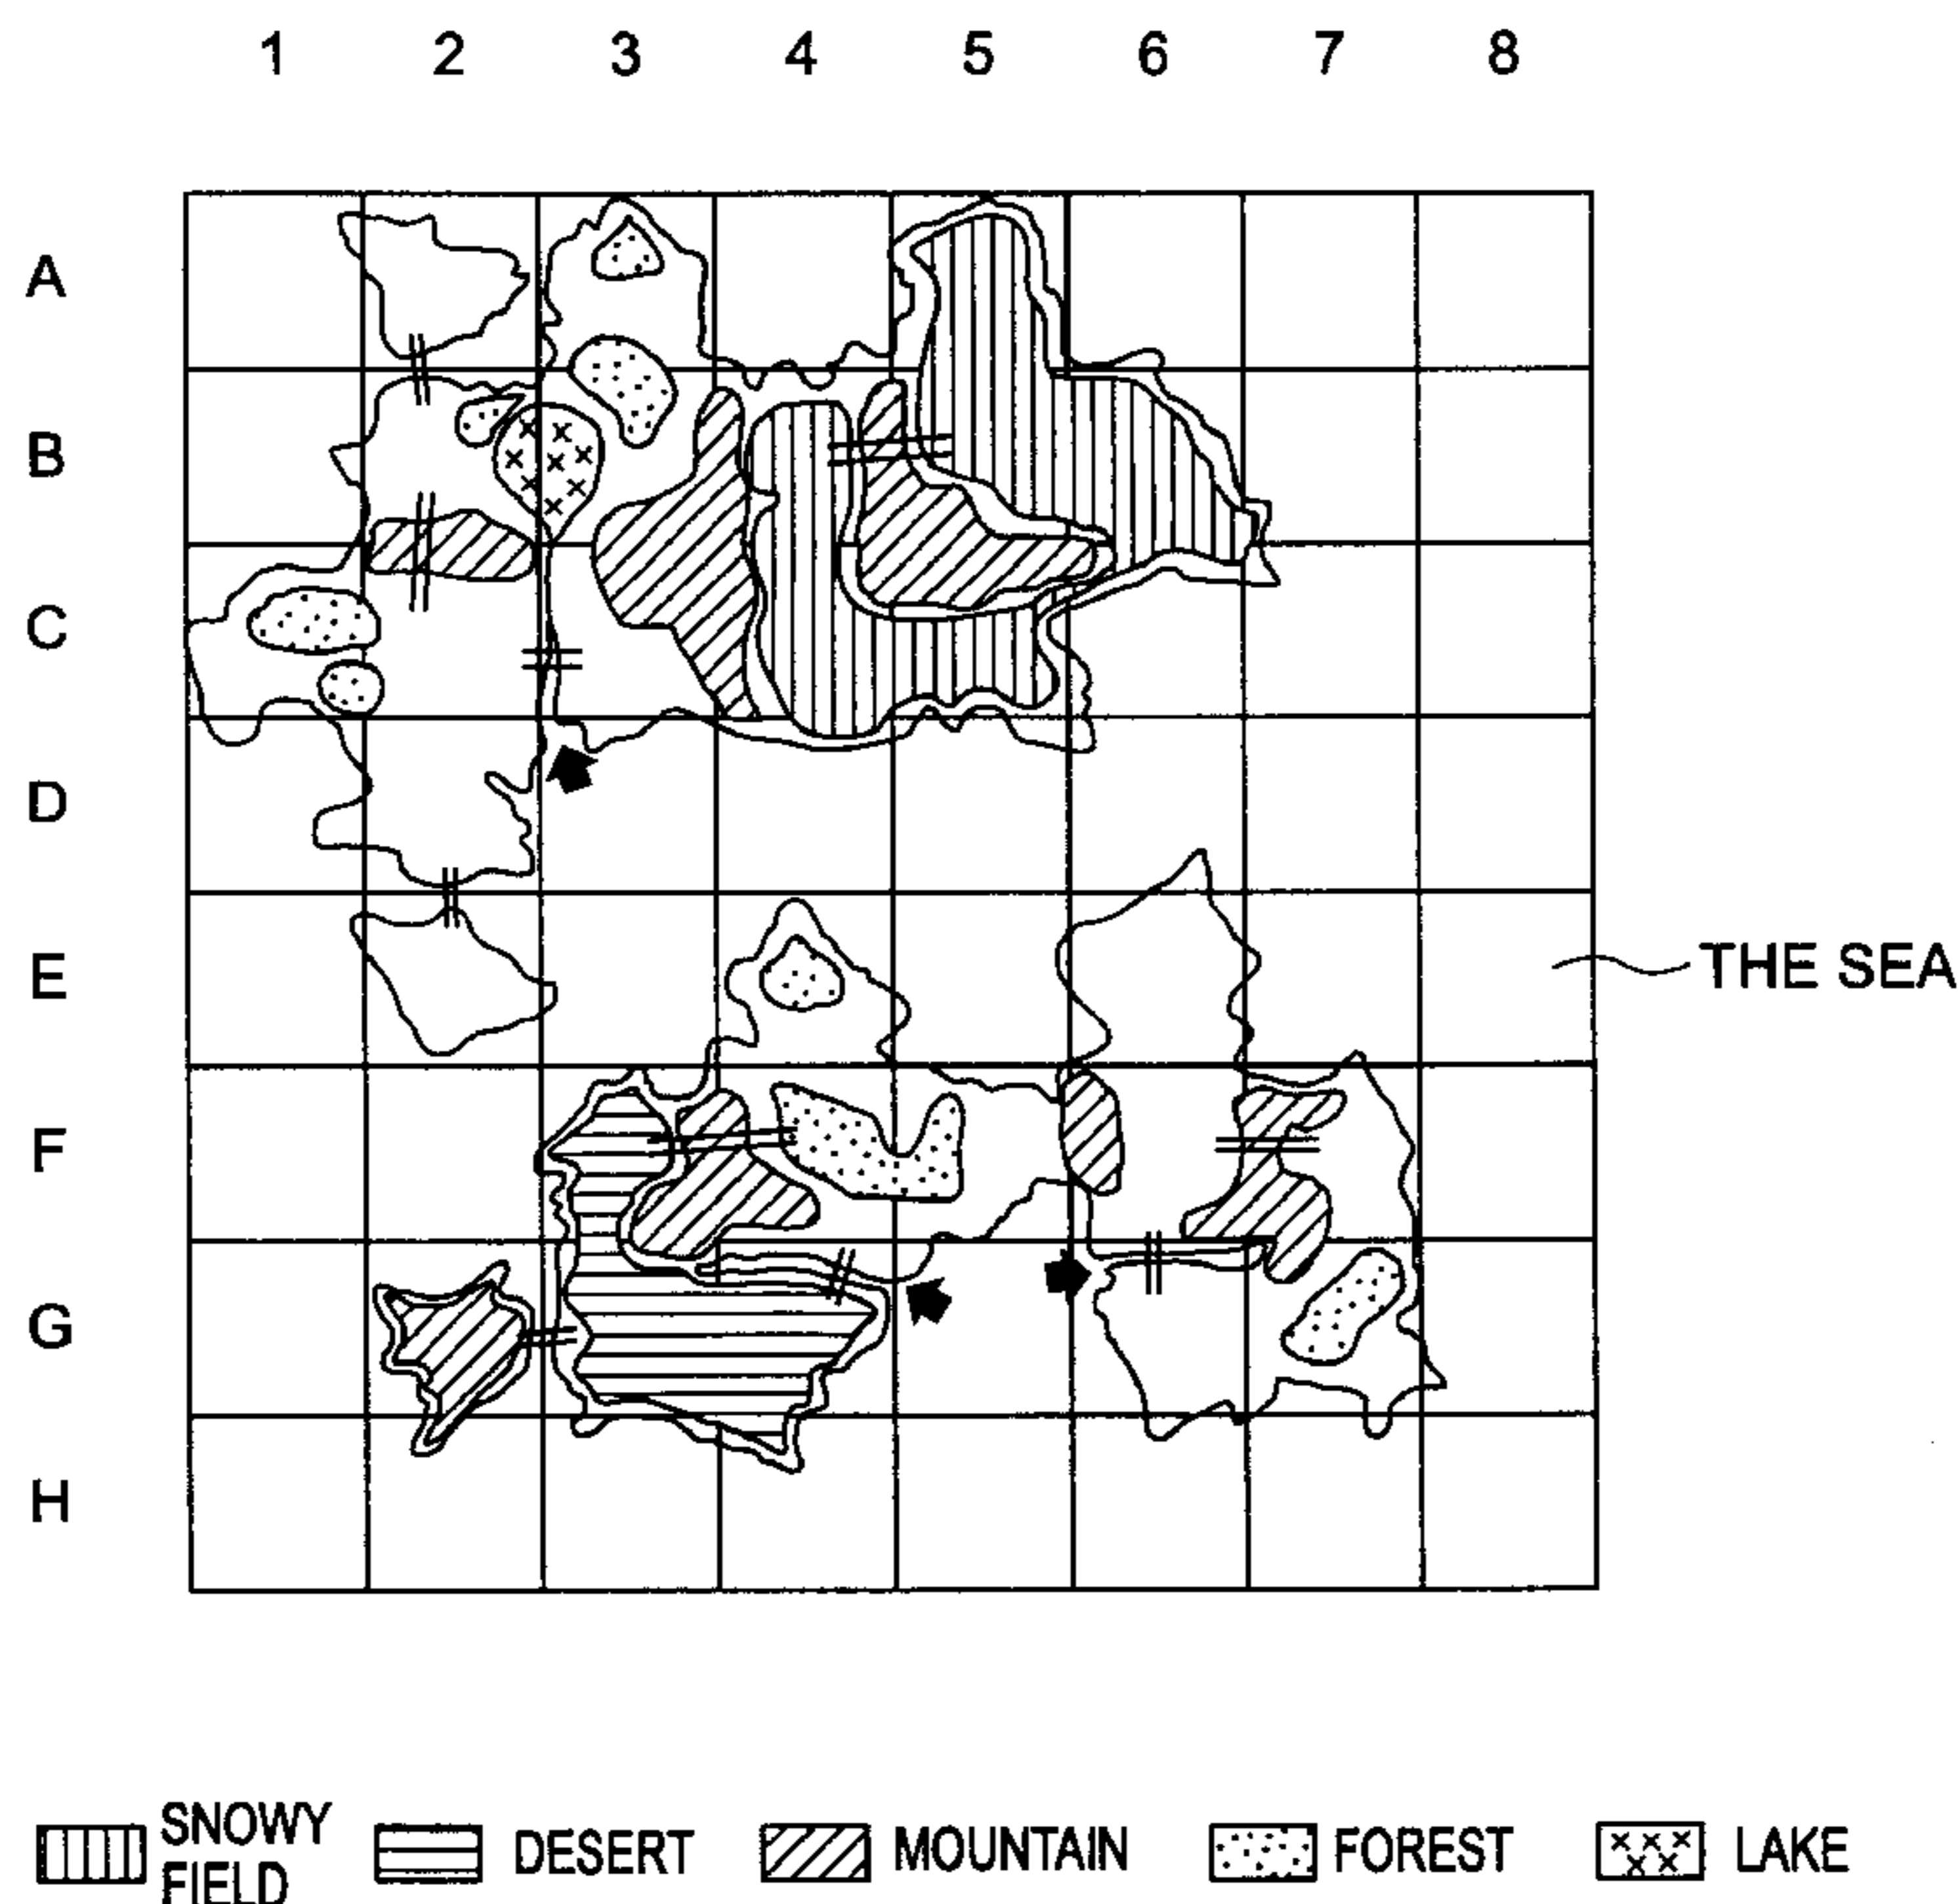 1 2 3 4 5 6 7 8
A
B
C
D
E
THE SEA
F
G
H
SNOWY
FIELD
DESERT
MOUNTAIN
FOREST
LAKE